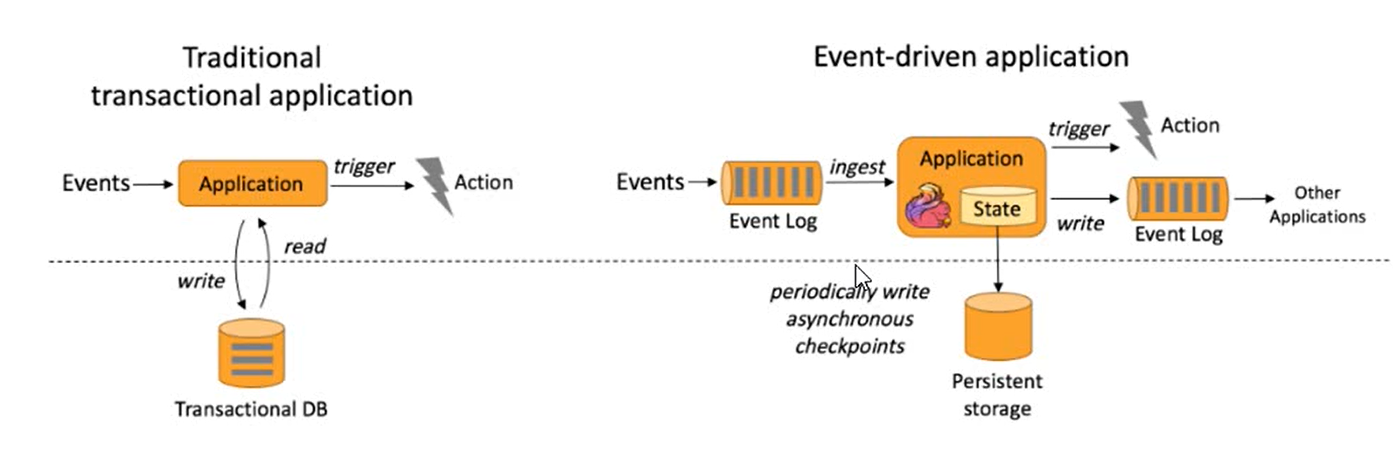 Traditional
transactional application
Events
Application
trigger
Action
write
read
Transactional DB
Event-driven application
Events
Event Log
ingest
Application
State
trigger
Action
write
Event Log
Other
Applications
periodically write
asynchronous
checkpoints
Persistent
storage